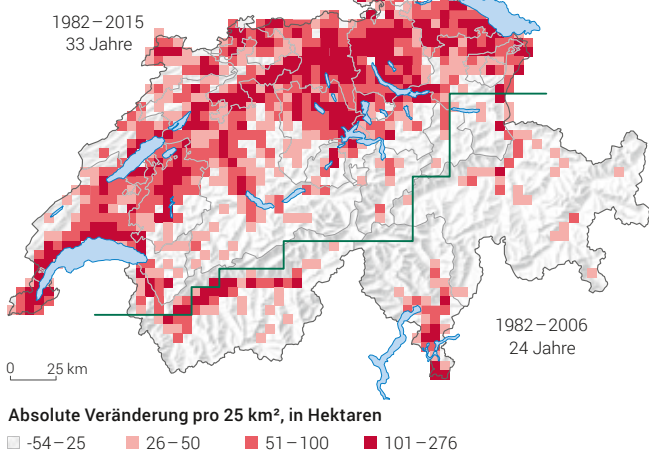 1982–2015
33 Jahre
1982–2006
24 Jahre
0 25 km
Absolute Veränderung pro 25 km², in Hektaren
-54–25 26–50 51–100 101–276